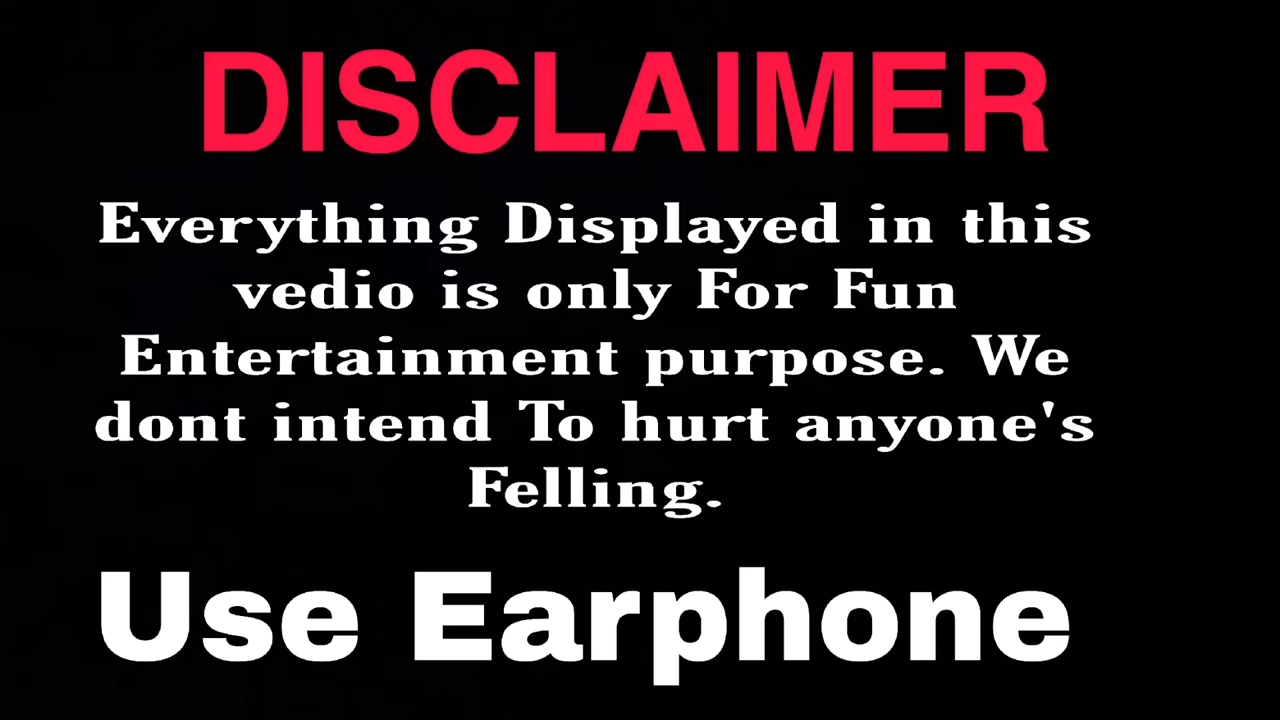 DISCLAIMER
Everything Displayed in this
vedio is only For Fun
Entertainment purpose. We
dont intend To hurt anyone's
Felling.
Use Earphone